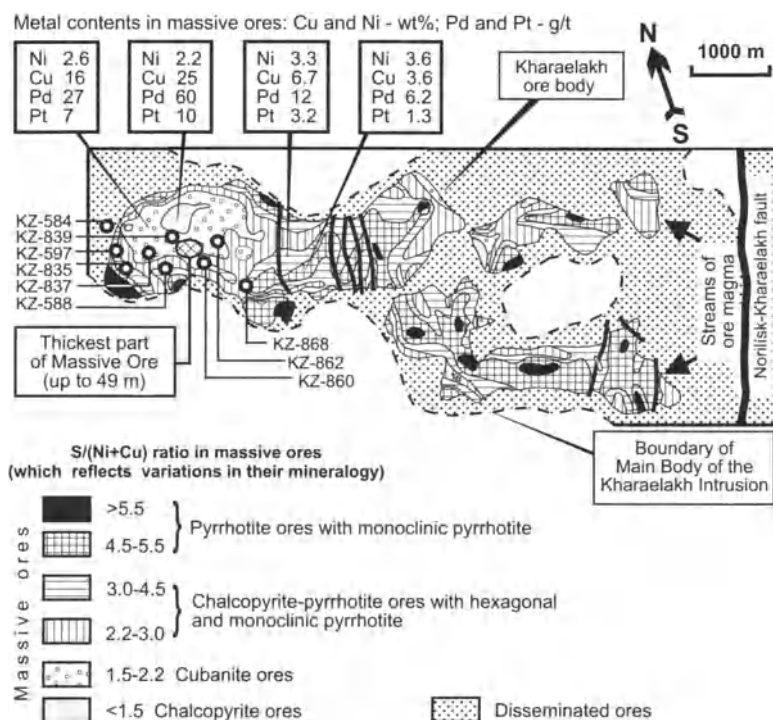 Metal contents in massive ores: Cu and Ni - wt%; Pd and Pt - g/t
Ni 2.6
Cu 16
Pd 27
Pt 7
Ni 2.2
Cu 25
Pd 60
Pt 10
Ni 3.3
Cu 6.7
Pd 12
Pt 3.2
Ni 3.6
Cu 3.6
Pd 6.2
Pt 1.3
Kharaelakh
ore body
N
S
1000 m
KZ-584
KZ-839
KZ-597
KZ-835
KZ-837
KZ-588
Thickest part
of Massive Ore
(up to 49 m)
KZ-868
KZ-862
KZ-860
Streams of
ore magma
Norilisk-Kharaelakh fault
Boundary of
Main Body of the
Kharaelakh Intrusion
S/(Ni+Cu) ratio in massive ores
(which reflects variations in their mineralogy)
Massive ores
>5.5
4.5-5.5
Pyrrhotite ores with monoclinic pyrrhotite
3.0-4.5
2.2-3.0
Chalcopyrite-pyrrhotite ores with hexagonal
and monoclinic pyrrhotite
1.5-2.2 Cubanite ores
<1.5 Chalcopyrite ores
Disseminated ores